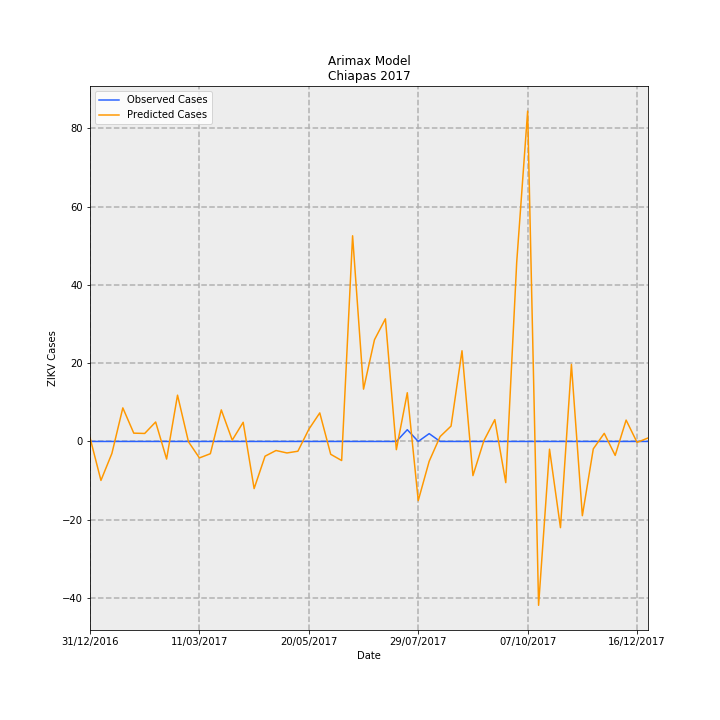 Arimax Model
Chiapas 2017
Observed Cases
Predicted Cases
80
60
40
20
0
−20
−40
ZIKV Cases
31/12/2016 11/03/2017 20/05/2017 29/07/2017 07/10/2017 16/12/2017
Date